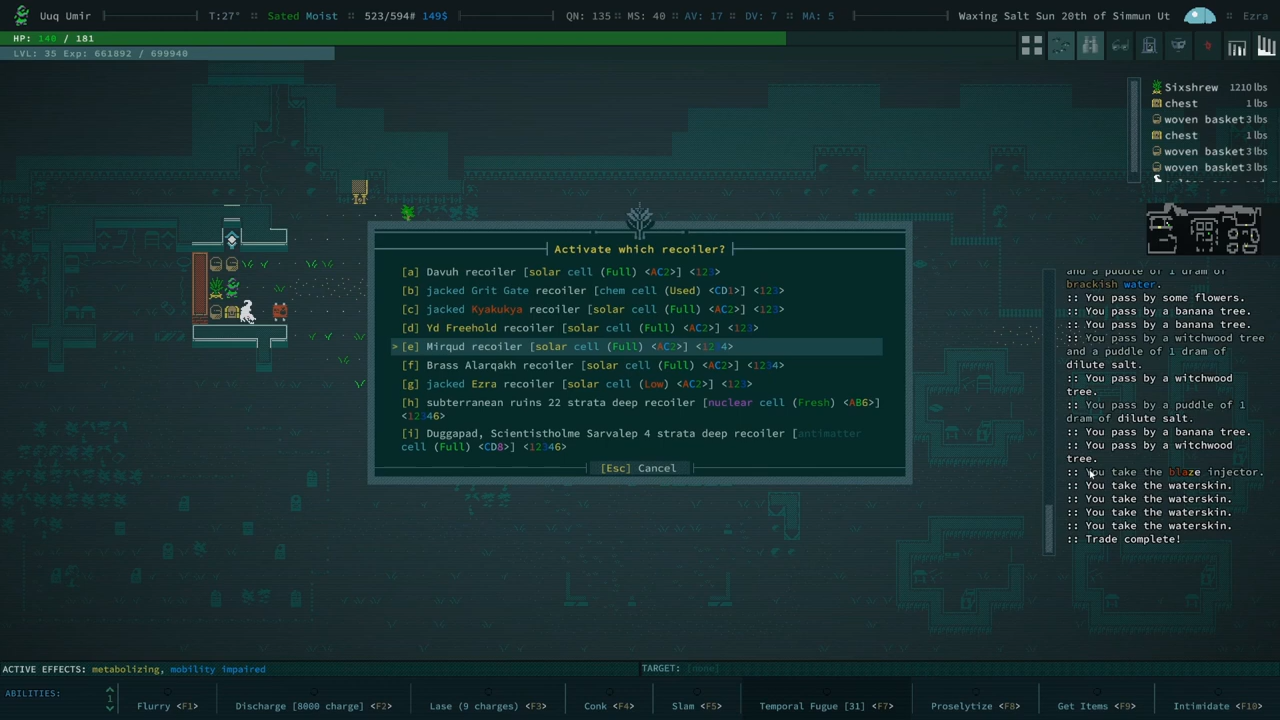 Uuq Umir T:27° :: Sated Moist :: 523/594# 149$ QN: 135 :: MS: 40 :: AV: 17 :: DV: 7 :: MA: 5 Waxing Salt Sun 20th of Simmun Ut :: Ezra
HP: 140 / 181
LVL: 35 Exp: 661892 / 699940
Sixshrew 1210 lbs
chest 1 lbs
woven basket 3 lbs
chest 1 lbs
woven basket 3 lbs
woven basket 3 lbs
Activate which recoiler?
[a] Davuh recoiler [solar cell (Full) <AC2>] <123>
[b] jacked Grit Gate recoiler [chem cell (Used) <CD1>] <123>
[c] jacked Kyakukya recoiler [solar cell (Full) <AC2>] <123>
[d] Yd Freehold recoiler [solar cell (Full) <AC2>] <123>
> [e] Mirqud recoiler [solar cell (Full) <AC2>] <1234>
[f] Brass Alarqakh recoiler [solar cell (Full) <AC2>] <1234>
[g] jacked Ezra recoiler [solar cell (Low) <AC2>] <123>
[h] subterranean ruins 22 strata deep recoiler [nuclear cell (Fresh) <AB6>]
<12346>
[i] Duggapad, Scientistholme Sarvalep 4 strata deep recoiler [antimatter
cell (Full) <CD8>] <12346>
[Esc] Cancel
and a puddle of 1 dram of
brackish water.
:: You pass by some flowers.
:: You pass by a banana tree.
:: You pass by a banana tree.
:: You pass by a witchwood tree
and a puddle of 1 dram of
dilute salt.
:: You pass by a witchwood
tree.
:: You pass by a puddle of 1
dram of dilute salt.
:: You pass by a banana tree.
:: You pass by a witchwood
tree.
:: You take the blaze injector.
:: You take the waterskin.
:: You take the waterskin.
:: You take the waterskin.
:: You take the waterskin.
:: Trade complete!
ACTIVE EFFECTS: metabolizing, mobility impaired TARGET: [none]
ABILITIES: 1 Flurry <F1> Discharge [8000 charge] <F2> Lase (9 charges) <F3> Conk <F4> Slam <F5> Temporal Fugue [31] <F7> Proselytize <F8> Get Items <F9> Intimidate <F10>